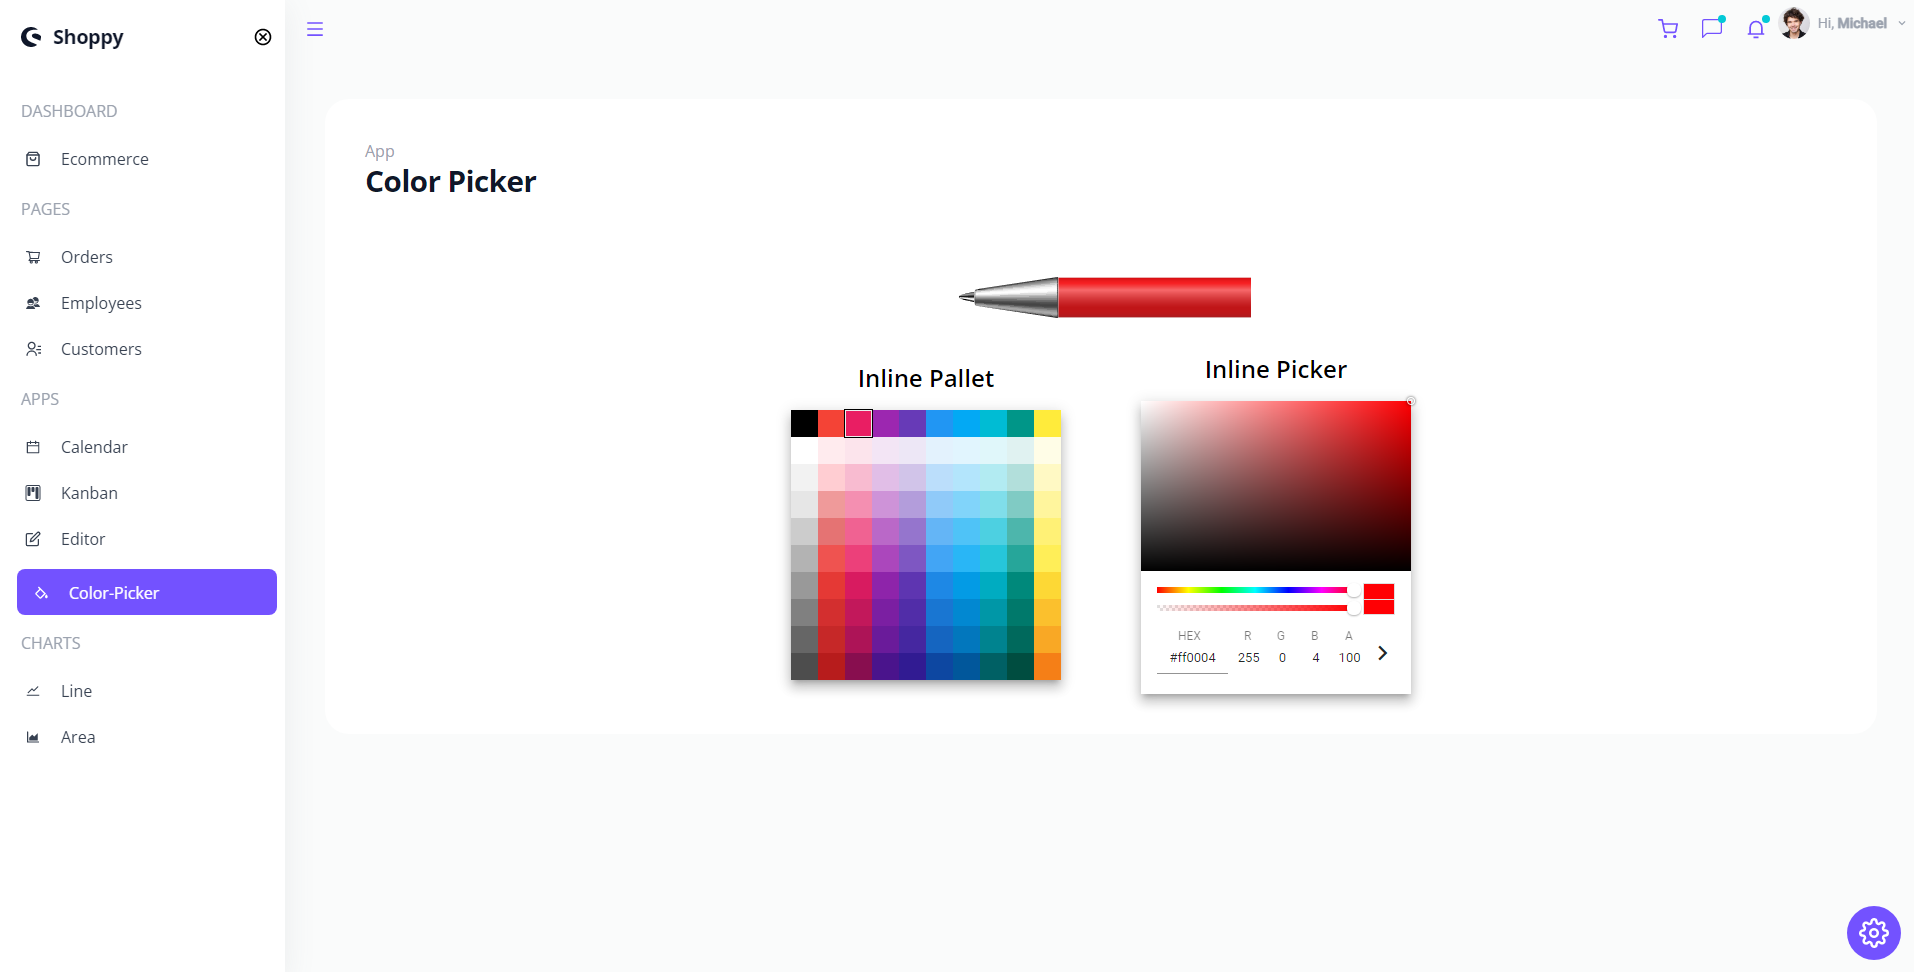 Shoppy
DASHBOARD
Ecommerce
PAGES
Orders
Employees
Customers
APPS
Calendar
Kanban
Editor
Color-Picker
CHARTS
Line
Area
Hi, Michael
App
Color Picker
Inline Pallet
Inline Picker
HEX R G B A
#ff0004 255 0 4 100